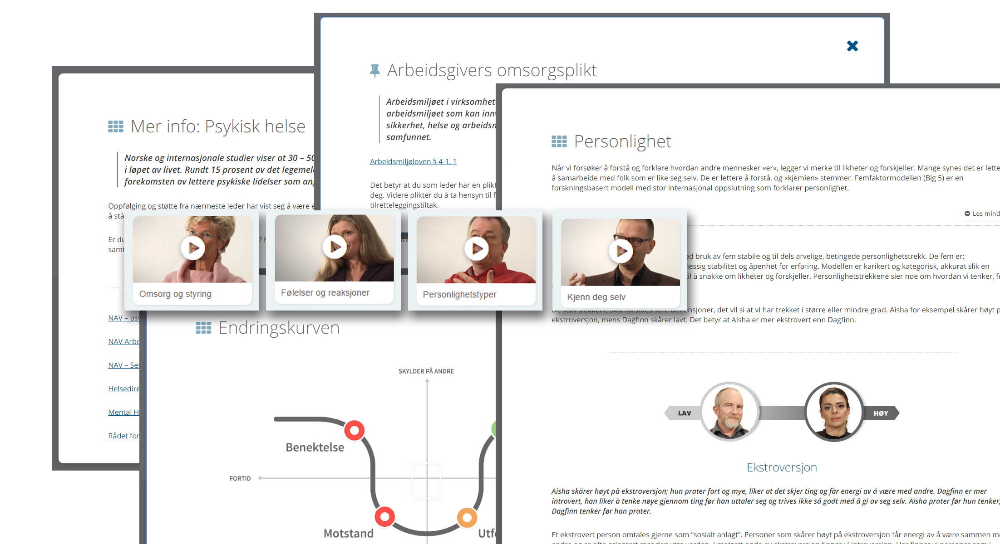 Arbeidsgivers omsorgsplikt
Arbeidsmiljøet i virksomhet
arbeidsmiljøet som kan
sikkerhet, helse og
samfunnet.
Arbeidsmiljøloven § 4-1, 1
Det betyr at du som leder har en plikt
deg. Videre plikter du å ta hensyn til
tilretteleggingstiltak.
Mer info: Psykisk helse
Norske og internasjonale studier viser at 30 – 50
i løpet av livet. Rundt 15 prosent av det
forekomsten av lettere psykiske lidelser som
Oppfølging og støtte fra nærmeste leder har vist seg å være
å stå
Er du
samt
NAV – psy
NAV Arbe
NAV – Se
Helsedire
Mental H
Rådet for
Personlighet
Når vi forsøker å forstå og forklare hvordan andre mennesker «er», legger vi merke til likheter og forskjeller. Mange synes det er lette
å samarbeide med folk som er like seg selv. De er lettere å forstå, og «kjemien» stemmer. Femfaktormodellen (Big 5) er en
forskningsbasert modell med stor internasjonal oppslutning som forklarer personlighet.
Les mind
ed bruk av fem stabile og til dels arvelige, betingede personlighetstrekk. De fem er:
messig stabilitet og åpenhet for erfaring. Modellen er karikert og kategorisk, akkurat slik en
til å snakke om likheter og forskjeller. Personlighetstrekkene sier noe om hvordan vi tenker,
De fem trekkene skal forståes som dimensjoner, det vil si at vi har trekket i større eller mindre grad. Aisha for eksempel skårer høyt p
ekstroversjon, mens Dagfinn skårer lavt. Det betyr at Aisha er mer ekstrovert enn Dagfinn.
Omsorg og styring
Følelser og reaksjoner
Personlighetstyper
Kjenn deg selv
Endringskurven
SKYLDER PÅ ANDRE
Benektelse
FORTID
Motstand
Utf
LAV
HØY
Ekstroversjon
Aisha skårer høyt på ekstroversjon; hun prater fort og mye, liker at det skjer ting og får energi av å være med andre. Dagfinn er mer
introvert, han liker å tenke nøye gjennom ting før han uttaler seg og trives ikke så godt med å gi av seg selv. Aisha prater før hun tenker,
Dagfinn tenker før han prater.
Et ekstrovert person omtales gjerne som “sosialt anlagt”. Personer som skårer høyt på ekstroversjon får energi av å være sammen m